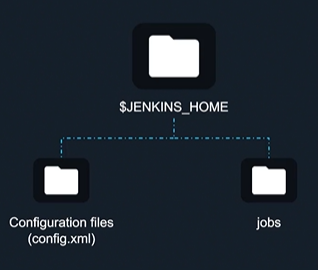 $JENKINS_HOME
Configuration files
(config.xml)
jobs